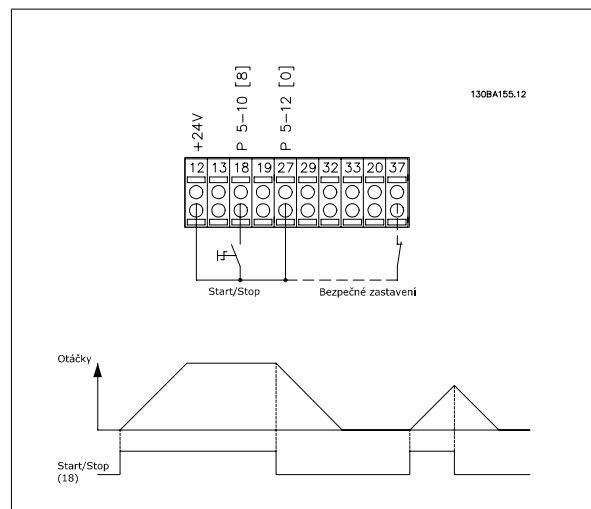 130BA155.12
+24V
P 5-10 [8]
P 5-12 [0]
12 13 18 19 27 29 32 33 20 37
Start/Stop
Bezpečné zastavení
Otáčky
Start/Stop
(18)